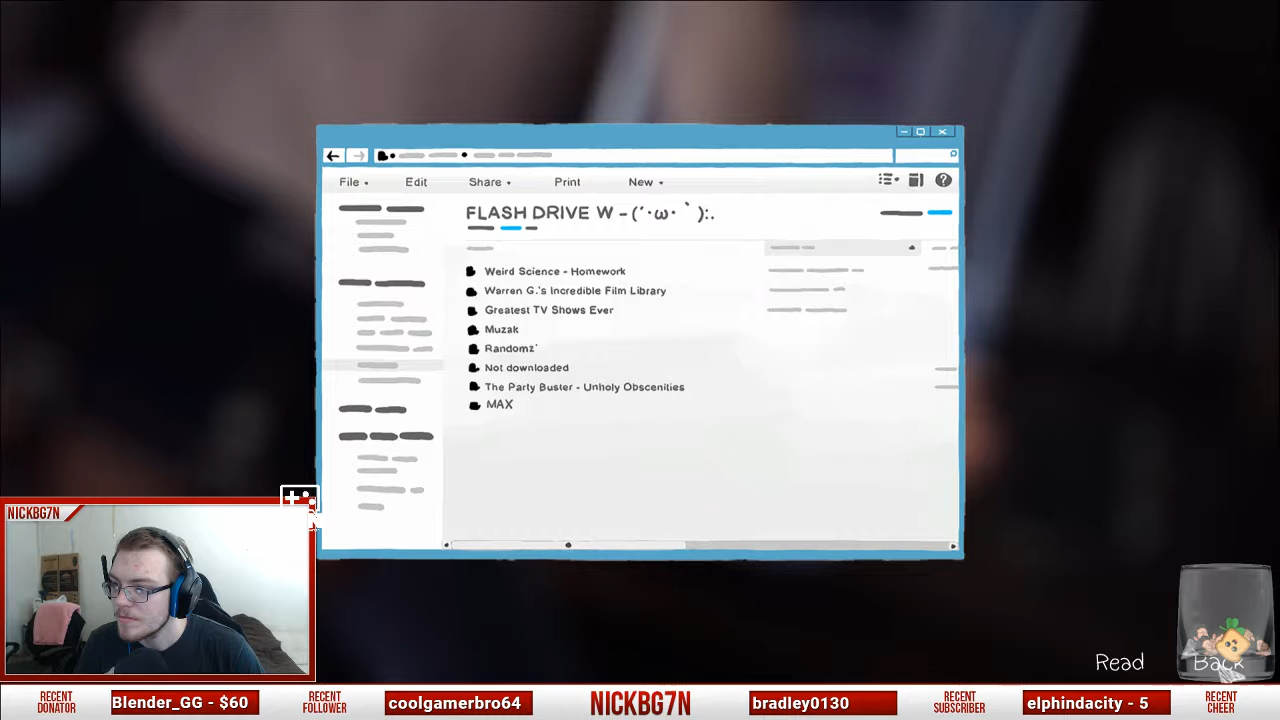 File Edit Share Print New
FLASH DRIVE W -(´･ω･`):.
Weird Science - Homework
Warren G.'s Incredible Film Library
Greatest TV Shows Ever
Muzak
Randomz'
Not downloaded
The Party Buster - Unholy Obscenities
MAX
NICKBG7N
Read Back
RECENT DONATOR
Blender_GG - $60
RECENT FOLLOWER
coolgamerbro64
NICKBG7N
bradley0130
RECENT SUBSCRIBER
elphindacity - 5
RECENT CHEER